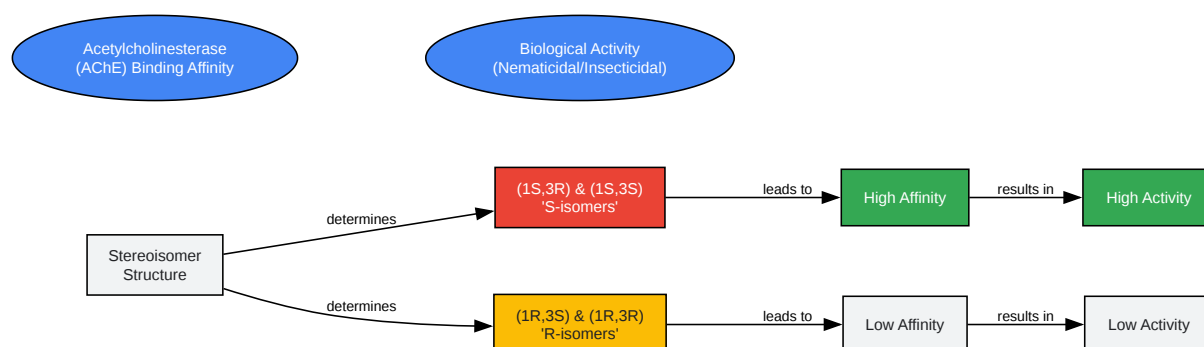 Acetylcholinesterase
(AChE) Binding Affinity
Biological Activity
(Nematicidal/Insecticidal)
(1S,3R) & (1S,3S)
'S-isomers'
leads to
High Affinity
results in
High Activity
determines
Stereoisomer
Structure
determines
(1R,3S) & (1R,3R)
'R-isomers'
leads to
Low Affinity
results in
Low Activity